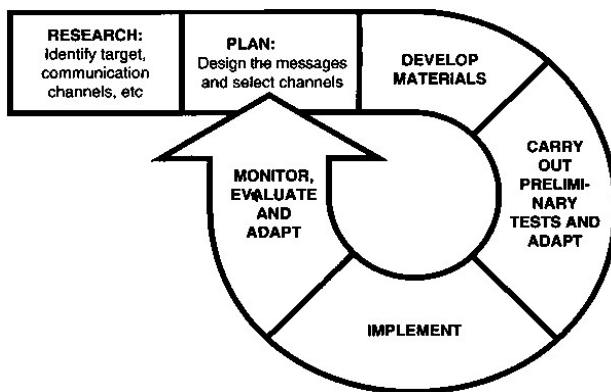 RESEARCH:
Identify target,
communication
channels, etc
PLAN:
Design the messages
and select channels
DEVELOP
MATERIALS
CARRY
OUT
PRELIMI-
NARY
TESTS AND
ADAPT
IMPLEMENT
MONITOR,
EVALUATE
AND
ADAPT